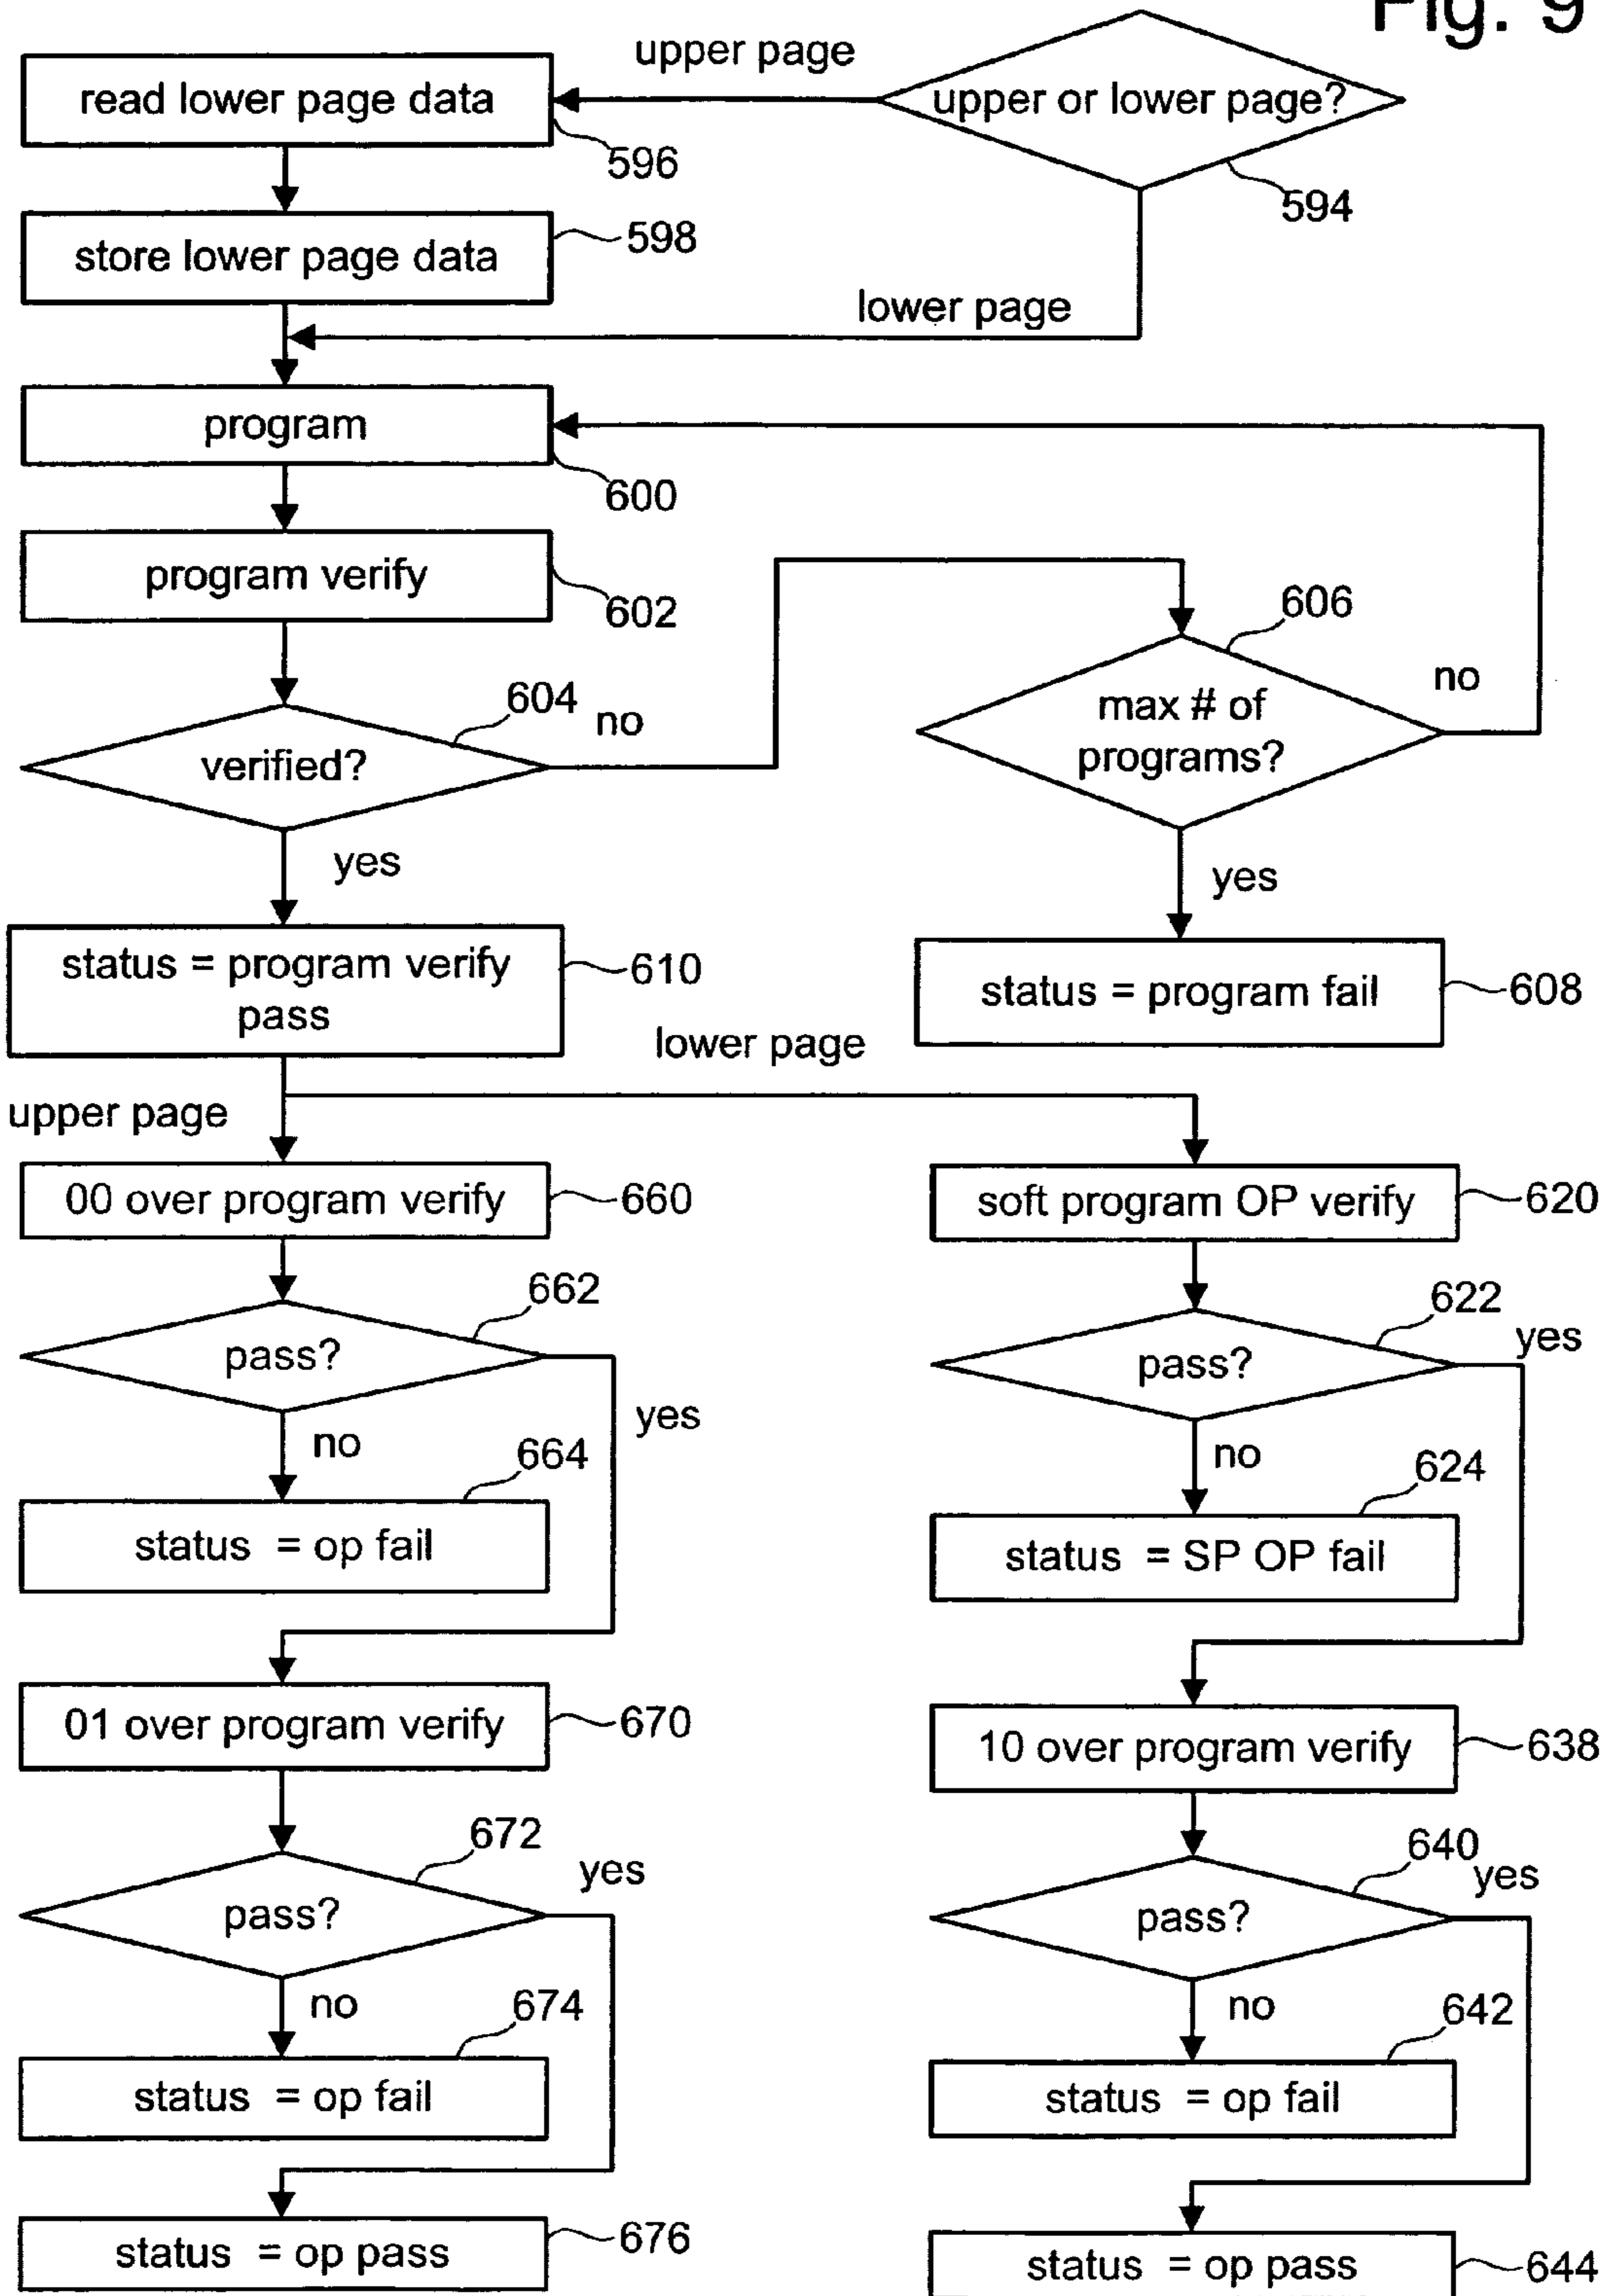 Fig. 9
upper page
read lower page data
upper or lower page?
596
594
store lower page data
598
lower page
program
600
program verify
602
606
604
no
no
max # of
programs?
verified?
yes
yes
status = program verify
pass
610
status = program fail
608
lower page
upper page
00 over program verify
660
soft program OP verify
620
662
622
yes
pass?
pass?
yes
no
no
664
624
status = op fail
status = SP OP fail
01 over program verify
670
10 over program verify
638
672
640
yes
yes
pass?
pass?
no
no
674
642
status = op fail
status = op fail
status = op pass
676
status = op pass
644